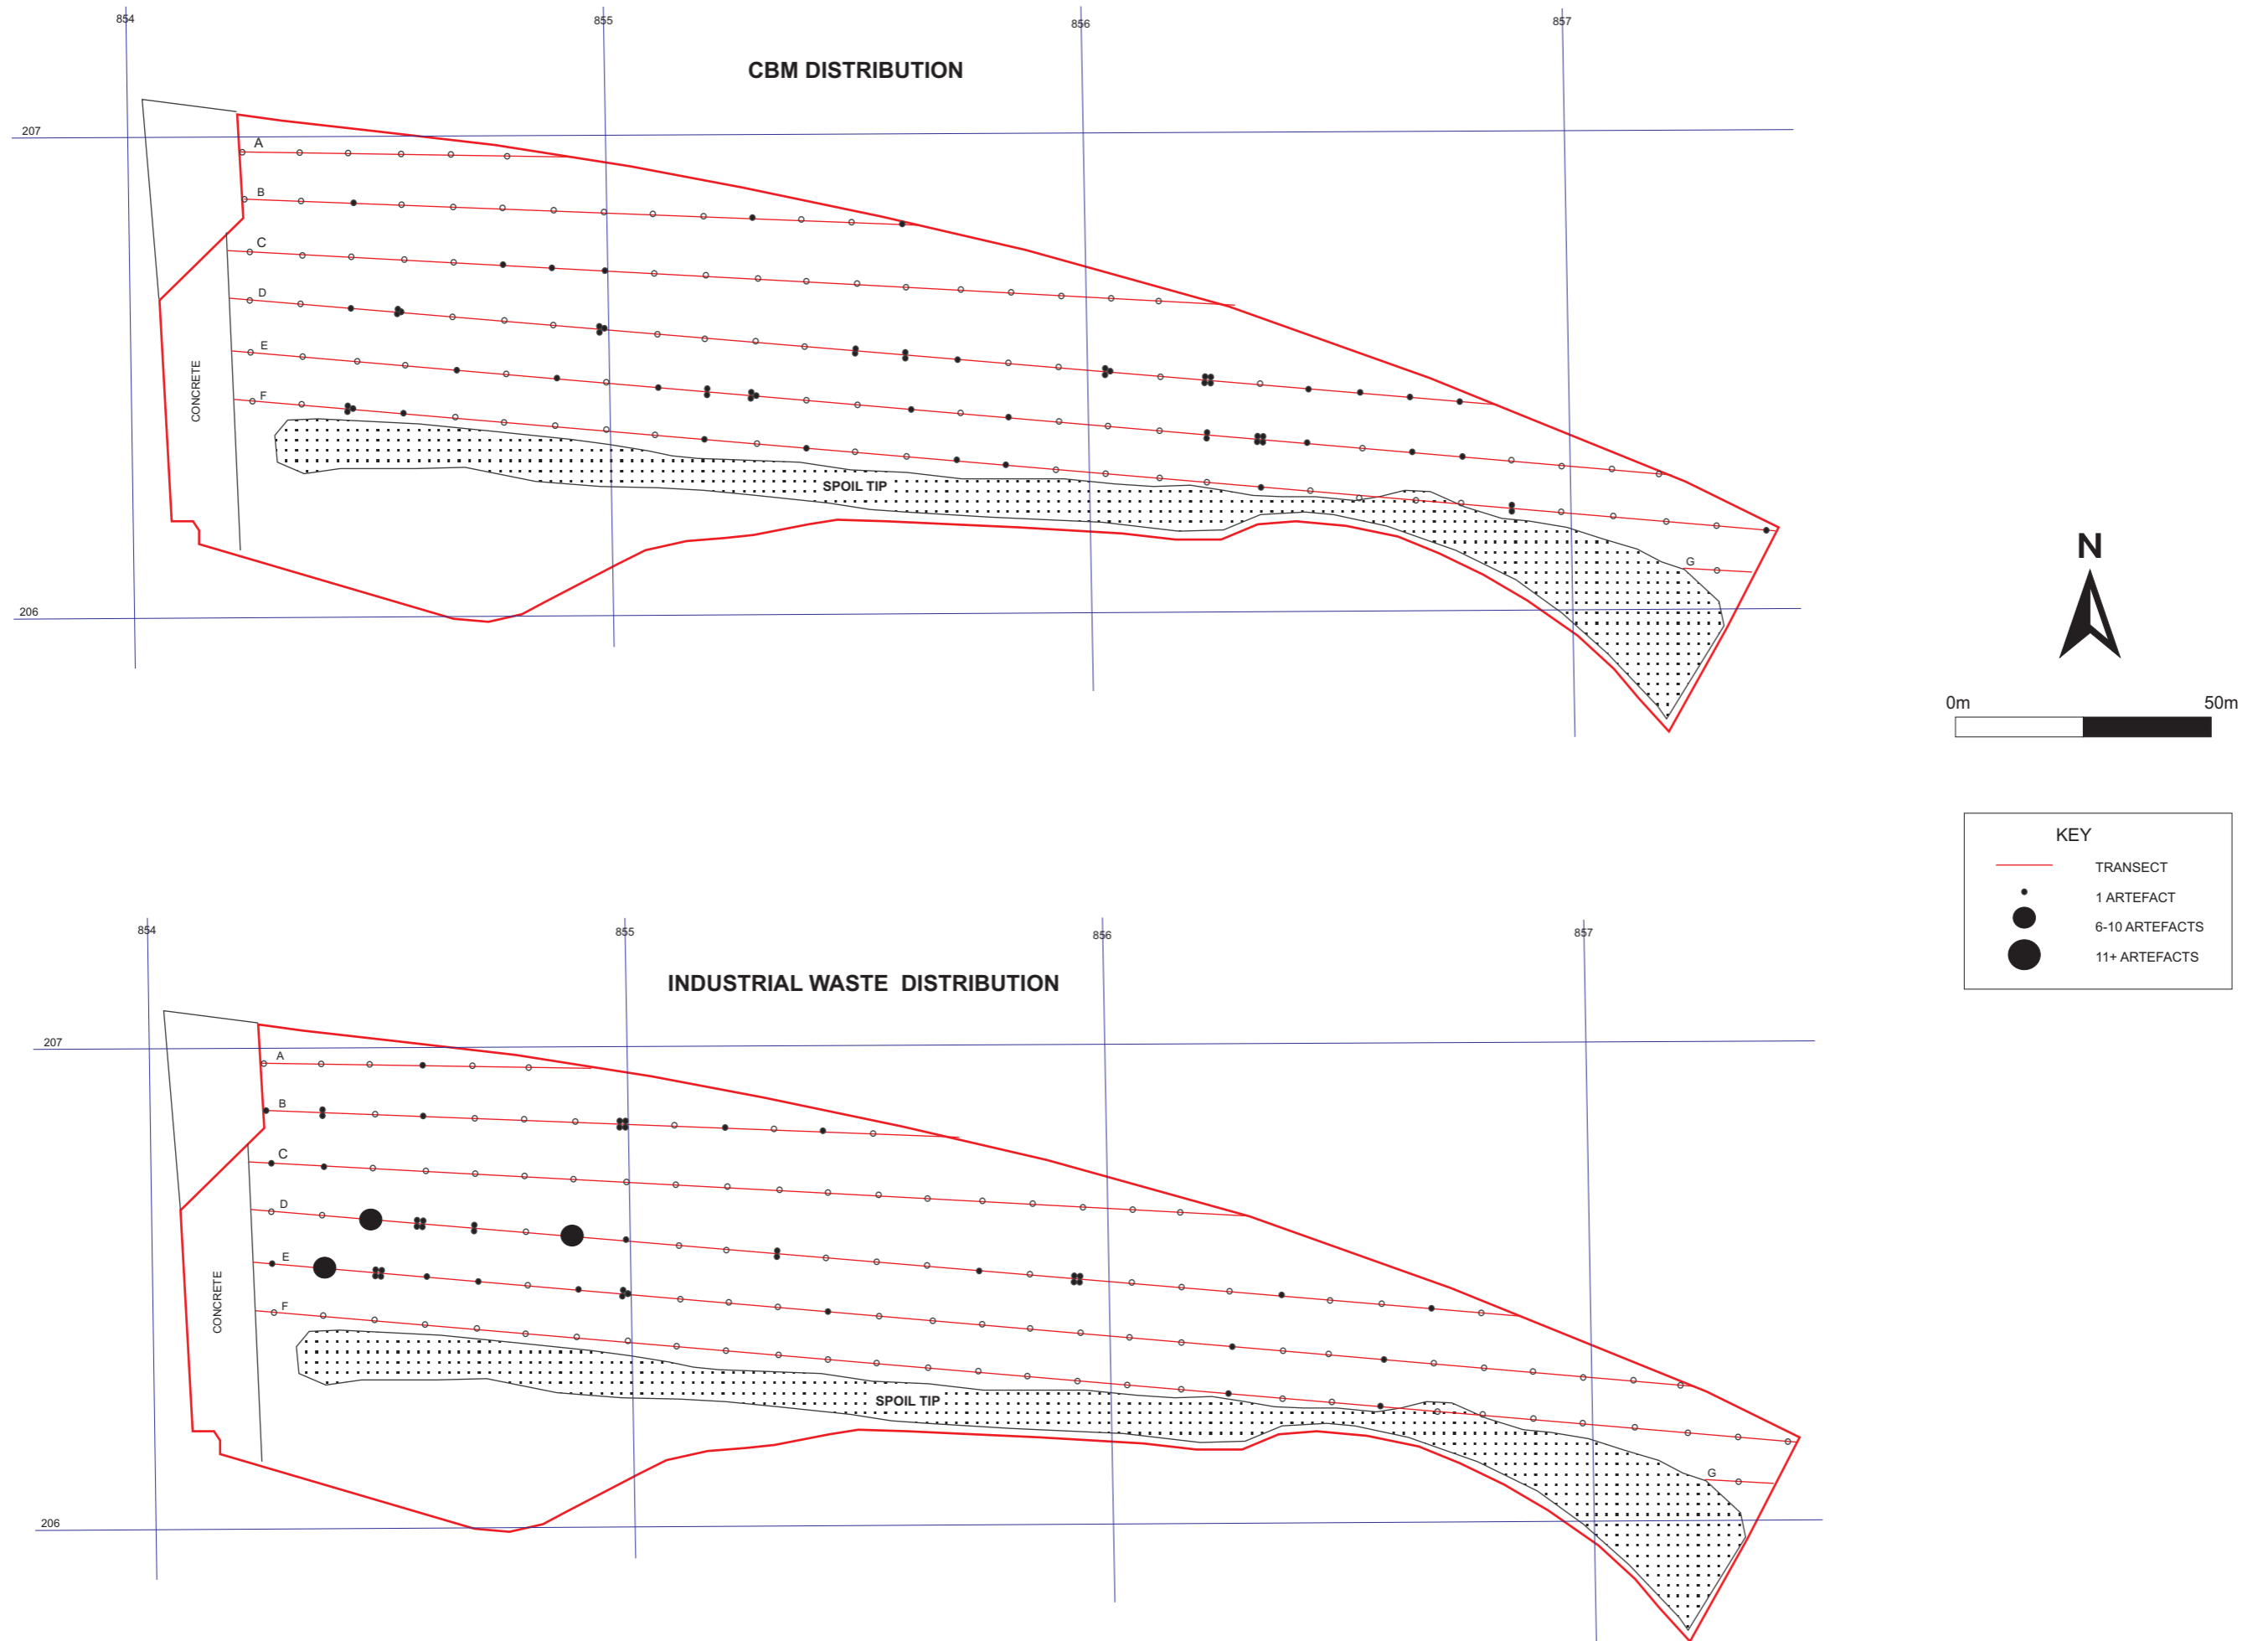 854
855
856
857
CBM DISTRIBUTION
207
A
B
C
D
E
F
CONCRETE
SPOIL TIP
G
206
N
0m 50m
KEY
TRANSECT
1 ARTEFACT
6-10 ARTEFACTS
11+ ARTEFACTS
854
855
856
857
INDUSTRIAL WASTE DISTRIBUTION
207
A
B
C
D
E
F
CONCRETE
SPOIL TIP
G
206